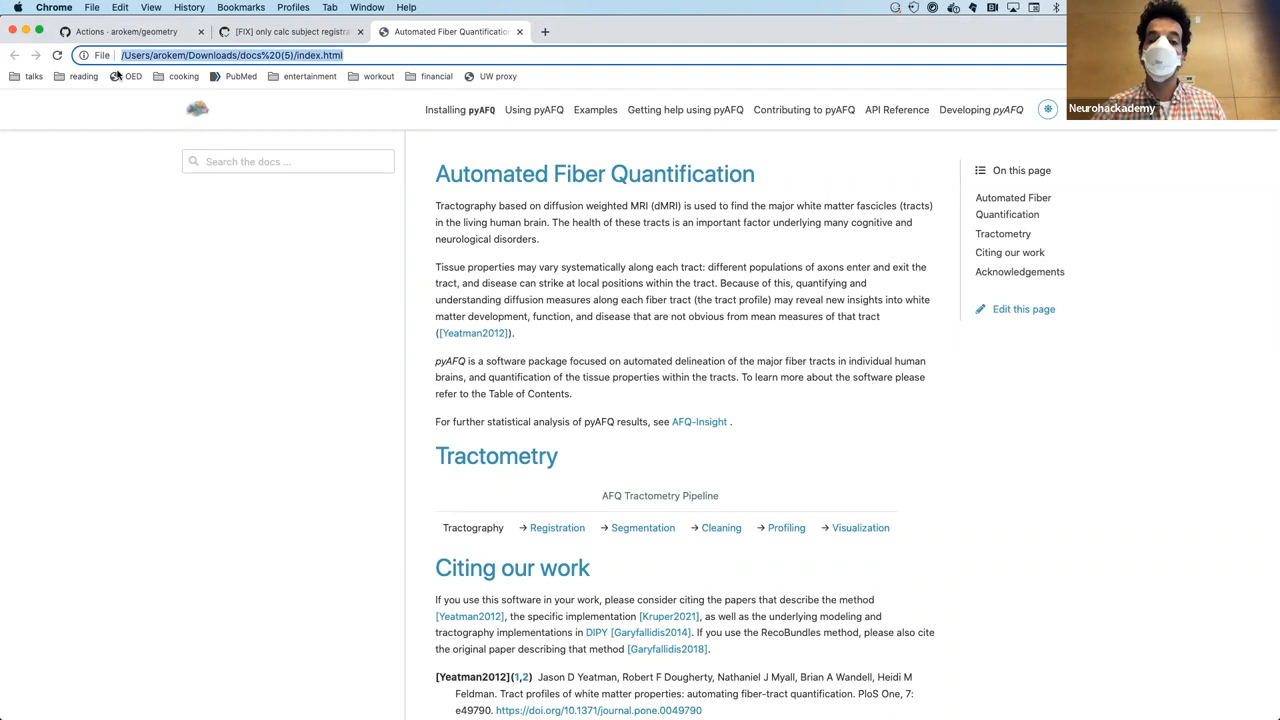 Chrome File Edit View History Bookmarks Profiles Tab Window Help
Actions · arokem/geometry
[FIX] only calc subject registra
Automated Fiber Quantification
File /Users/arokem/Downloads/docs%20(5)/index.html
talks reading OED cooking PubMed entertainment workout financial UW proxy
Neurohackademy
Installing pyAFQ Using pyAFQ Examples Getting help using pyAFQ Contributing to pyAFQ API Reference Developing pyAFQ
Search the docs ...
Automated Fiber Quantification
Tractography based on diffusion weighted MRI (dMRI) is used to find the major white matter fascicles (tracts)
in the living human brain. The health of these tracts is an important factor underlying many cognitive and
neurological disorders.
Tissue properties may vary systematically along each tract: different populations of axons enter and exit the
tract, and disease can strike at local positions within the tract. Because of this, quantifying and
understanding diffusion measures along each fiber tract (the tract profile) may reveal new insights into white
matter development, function, and disease that are not obvious from mean measures of that tract
([Yeatman2012]).
pyAFQ is a software package focused on automated delineation of the major fiber tracts in individual human
brains, and quantification of the tissue properties within the tracts. To learn more about the software please
refer to the Table of Contents.
For further statistical analysis of pyAFQ results, see AFQ-Insight .
Tractometry
AFQ Tractometry Pipeline
Tractography → Registration → Segmentation → Cleaning → Profiling → Visualization
Citing our work
If you use this software in your work, please consider citing the papers that describe the method
[Yeatman2012], the specific implementation [Kruper2021], as well as the underlying modeling and
tractography implementations in DIPY [Garyfallidis2014]. If you use the RecoBundles method, please also cite
the original paper describing that method [Garyfallidis2018].
[Yeatman2012](1,2) Jason D Yeatman, Robert F Dougherty, Nathaniel J Myall, Brian A Wandell, Heidi M
Feldman. Tract profiles of white matter properties: automating fiber-tract quantification. PloS One, 7:
e49790. https://doi.org/10.1371/journal.pone.0049790
On this page
Automated Fiber
Quantification
Tractometry
Citing our work
Acknowledgements
Edit this page